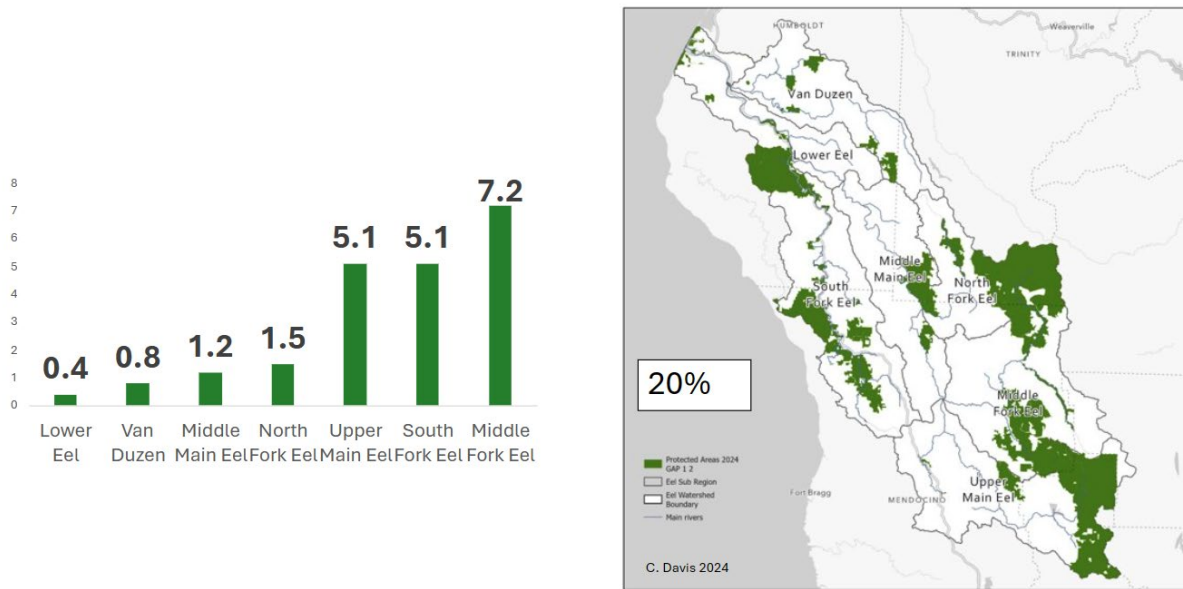 8
7
6
5
4
3
2
1
0
0.4
0.8
1.2
1.5
5.1
5.1
7.2
Lower
Eel
Van
Duzen
Middle
Main Eel
North
Fork Eel
Upper
Main Eel
South
Fork Eel
Middle
Fork Eel
HUMBOLDT
Weaverville
TRINITY
Van Duzen
Lower Eel
Middle
Main Eel
North
Fork Eel
South
Fork Eel
20%
Middle
Fork Eel
Upper
Main Eel
Protected Areas 2024
GAP 1 2
Eel Sub Region
Eel Watershed
Boundary
Main rivers
Fort Bragg
MENDOCINO
C. Davis 2024